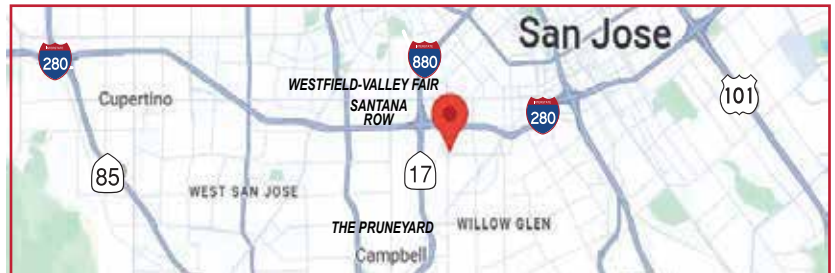 San Jose
280
880
WESTFIELD-VALLEY FAIR
Cupertino
SANTANA
ROW
280
101
85
17
WEST SAN JOSE
THE PRUNEYARD
WILLOW GLEN
Campbell